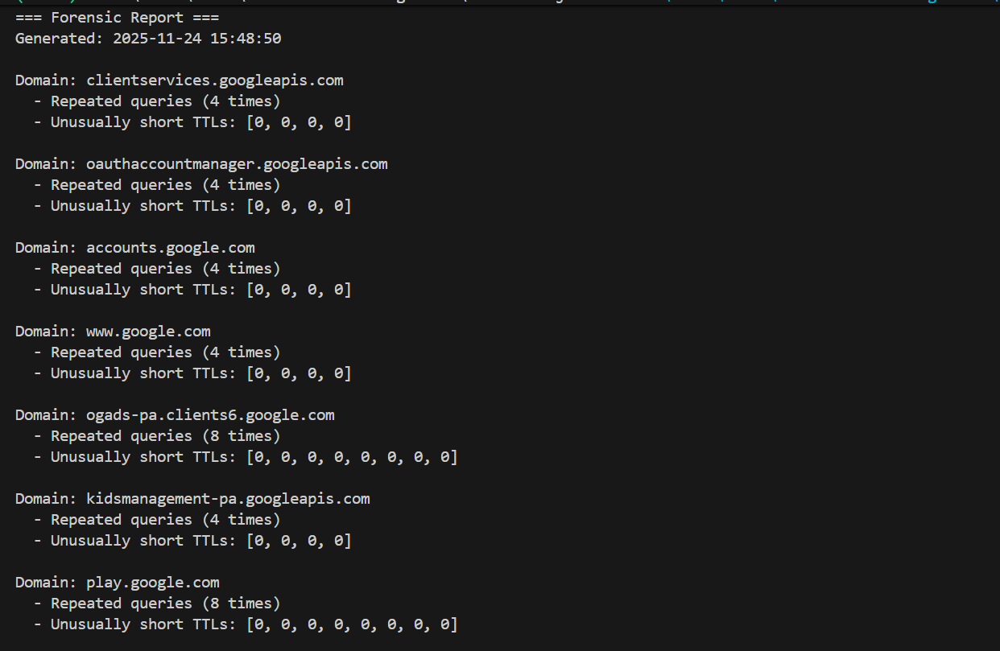 === Forensic Report ===
Generated: 2025-11-24 15:48:50
Domain: clientservices.googleapis.com
- Repeated queries (4 times)
- Unusually short TTLs: [0, 0, 0, 0]
Domain: oauthaccountmanager.googleapis.com
- Repeated queries (4 times)
- Unusually short TTLs: [0, 0, 0, 0]
Domain: accounts.google.com
- Repeated queries (4 times)
- Unusually short TTLs: [0, 0, 0, 0]
Domain: www.google.com
- Repeated queries (4 times)
- Unusually short TTLs: [0, 0, 0, 0]
Domain: ogads-pa.clients6.google.com
- Repeated queries (8 times)
- Unusually short TTLs: [0, 0, 0, 0, 0, 0, 0, 0]
Domain: kidsmanagement-pa.googleapis.com
- Repeated queries (4 times)
- Unusually short TTLs: [0, 0, 0, 0]
Domain: play.google.com
- Repeated queries (8 times)
- Unusually short TTLs: [0, 0, 0, 0, 0, 0, 0, 0]